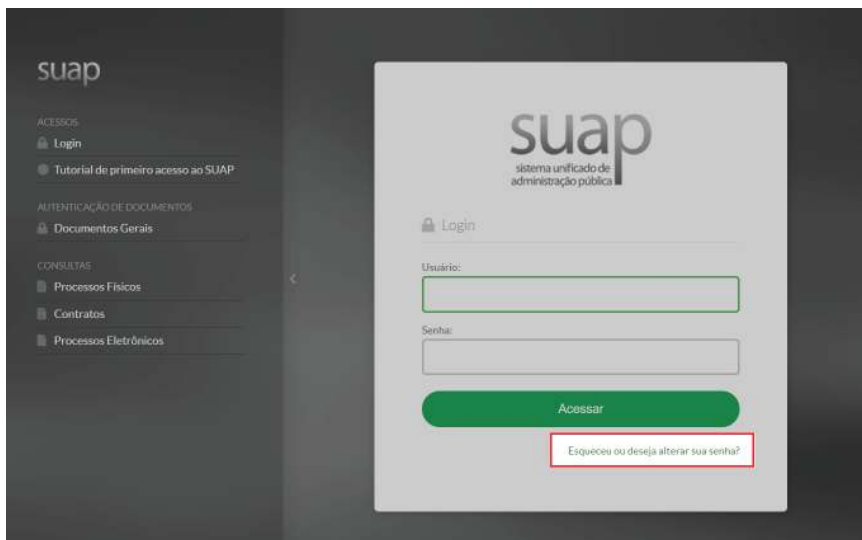 suap
ACESSOS
Login
Tutorial de primeiro acesso ao SUAP
AUTENTICAÇÃO DE DOCUMENTOS
Documentos Gerais
CONSULTAS
Processos Físicos
Contratos
Processos Eletrônicos
suap
sistema unificado de
administração pública
Login
Usuário:
Senha:
Acessar
Esqueceu ou deseja alterar sua senha?